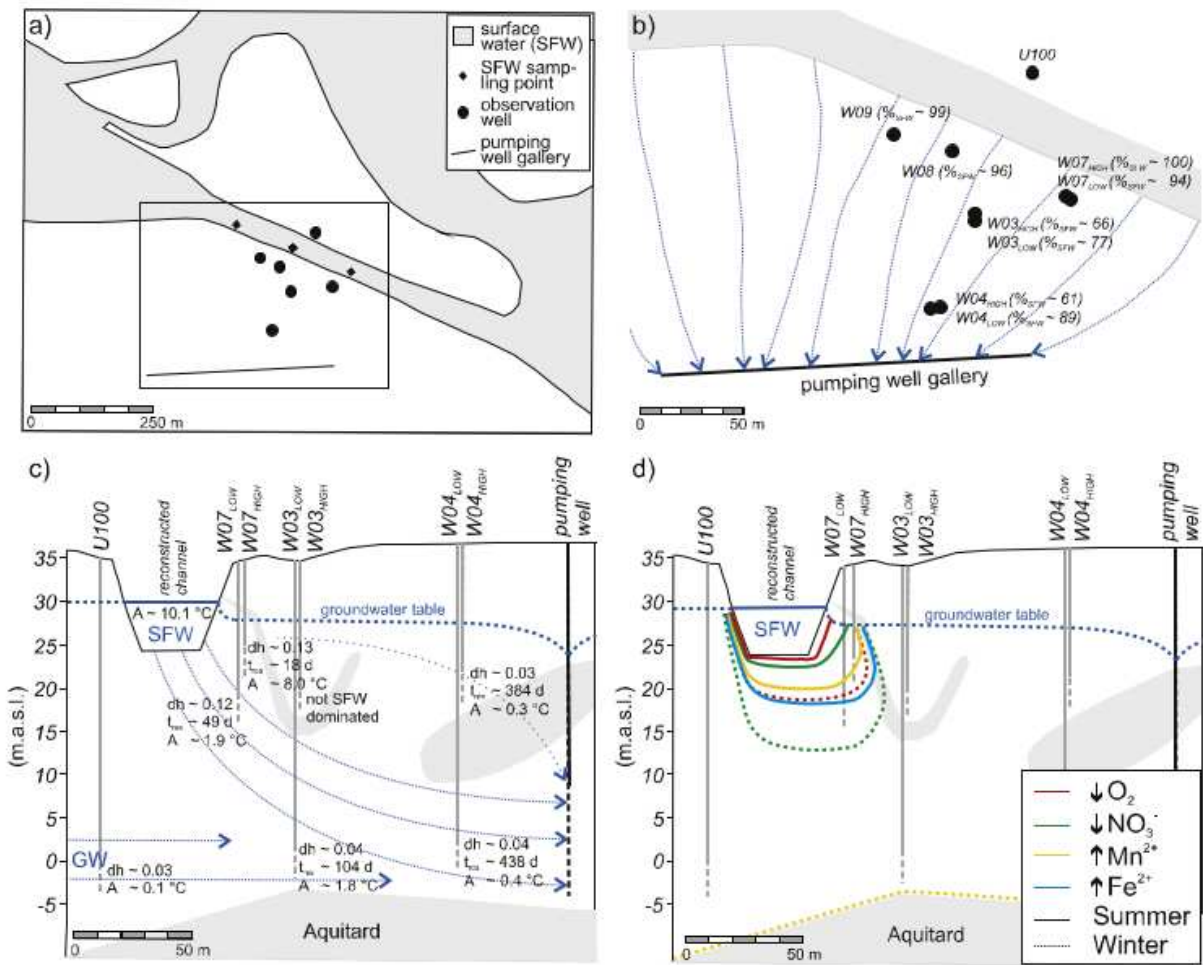 a)
surface
water (SFW)
SFW samp-
ling point
observation
well
pumping
well gallery
0 250 m
b)
U100
W09 (%SFW ~ 99)
W08 (%SFW ~ 96)
W07HIGH (%SFW ~ 100)
W07LOW (%SFW ~ 94)
W03HIGH (%SFW ~ 66)
W03LOW (%SFW ~ 77)
W04HIGH (%SFW ~ 61)
W04LOW (%SFW ~ 89)
pumping well gallery
0 50 m
c)
U100
reconstructed
channel
W07LOW
W07HIGH
W03LOW
W03HIGH
W04LOW
W04HIGH
pumping
well
(m.a.s.l.)
35
30
25
20
15
10
5
0
-5
A ~ 10.1 °C
SFW
groundwater table
dh ~ 0.13
~ 18 d
A ~ 8.0 °C
not SFW
dominated
dh ~ 0.12
~ 49 d
A ~ 1.9 °C
dh ~ 0.03
~ 384 d
A ~ 0.3 °C
GW
dh ~ 0.03
A ~ 0.1 °C
dh ~ 0.04
~ 104 d
A ~ 1.8 °C
dh ~ 0.04
~ 438 d
A ~ 0.4 °C
Aquitard
0 50 m
d)
U100
reconstructed
channel
W07LOW
W07HIGH
W03LOW
W03HIGH
W04LOW
W04HIGH
pumping
well
(m.a.s.l.)
35
30
25
20
15
10
5
0
-5
SFW
groundwater table
Aquitard
0 50 m
↓O₂
↓NO₃⁻
↑Mn²⁺
↑Fe²⁺
Summer
Winter